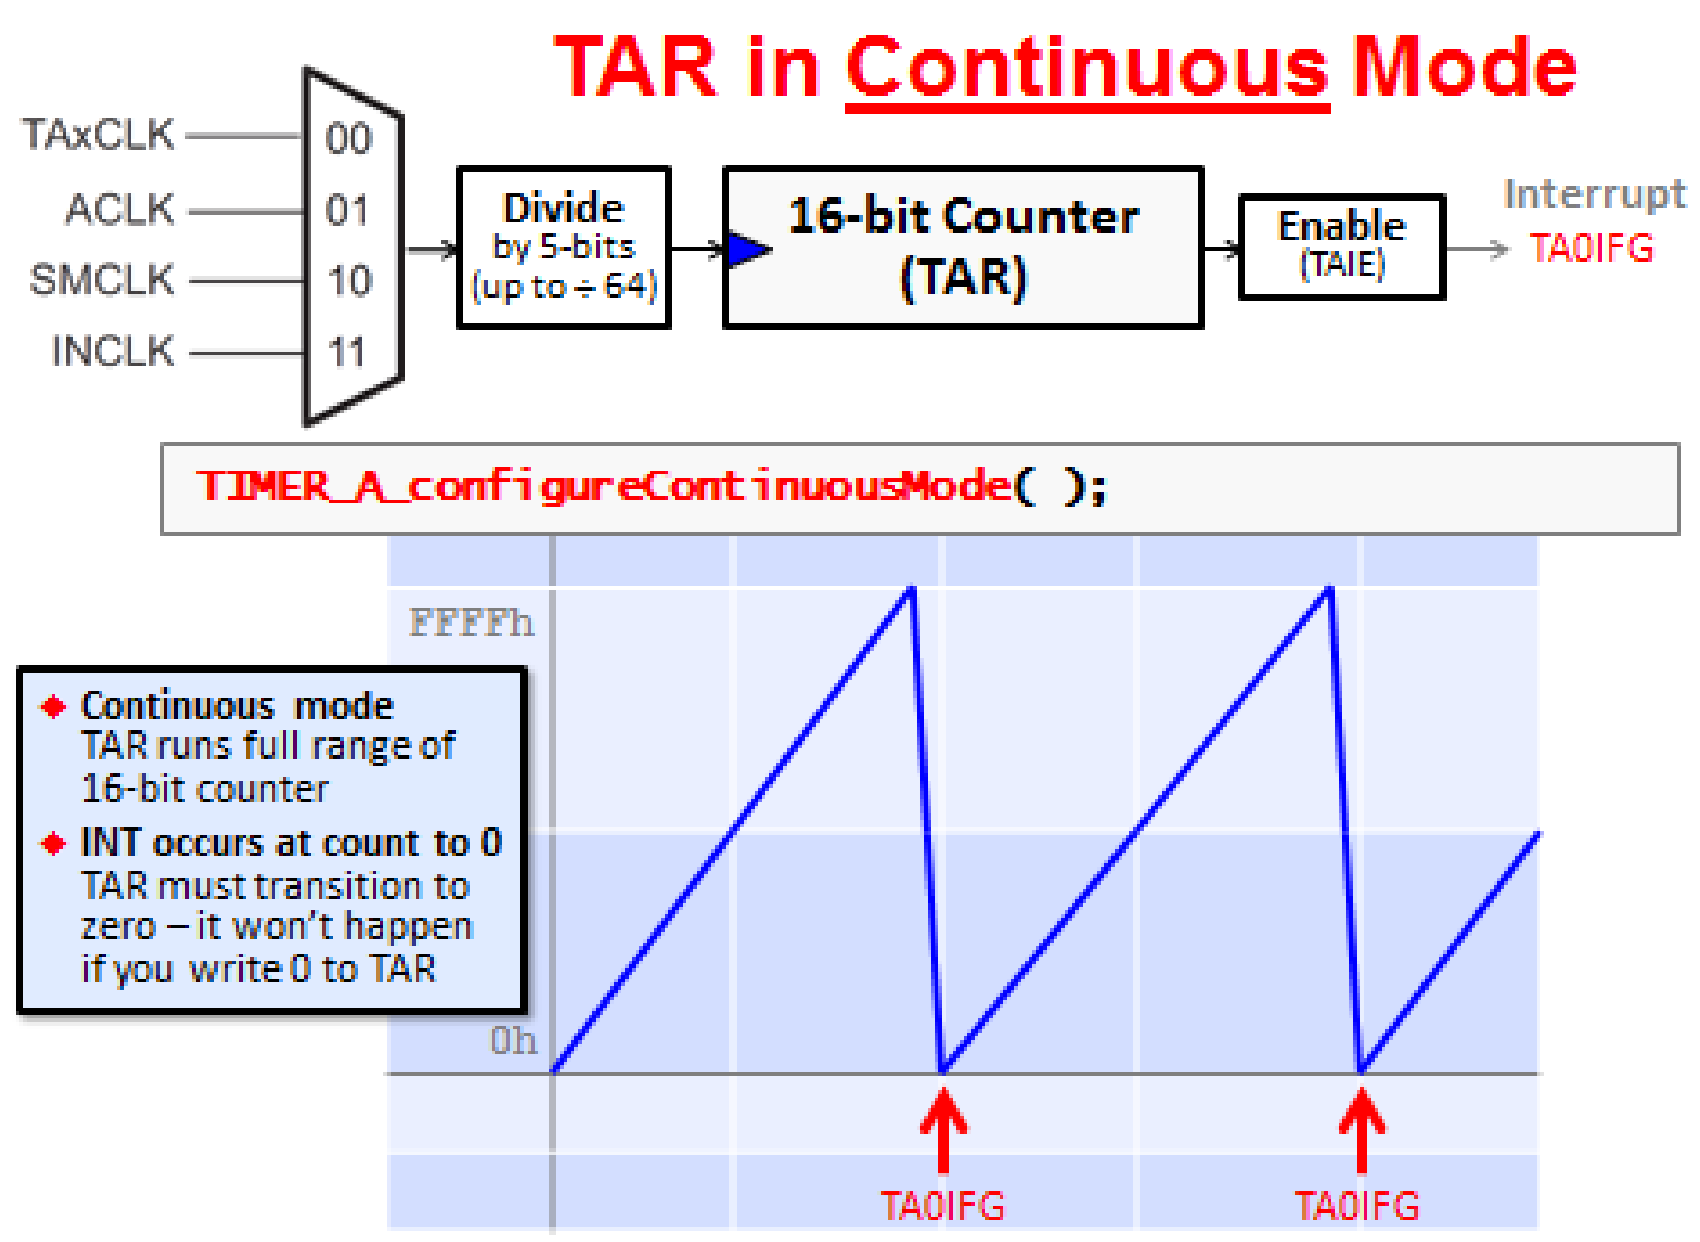 TAR in Continuous Mode
TAxCLK
00
ACLK
01
SMCLK
10
INCLK
11
Divide
by 5-bits
(up to ÷ 64)
16-bit Counter
(TAR)
Enable
(TAIE)
Interrupt
TA0IFG
TIMER_A_configureContinuousMode( );
FFFFh
◆ Continuous mode
TAR runs full range of
16-bit counter
◆ INT occurs at count to 0
TAR must transition to
zero – it won't happen
if you write 0 to TAR
0h
TA0IFG
TA0IFG